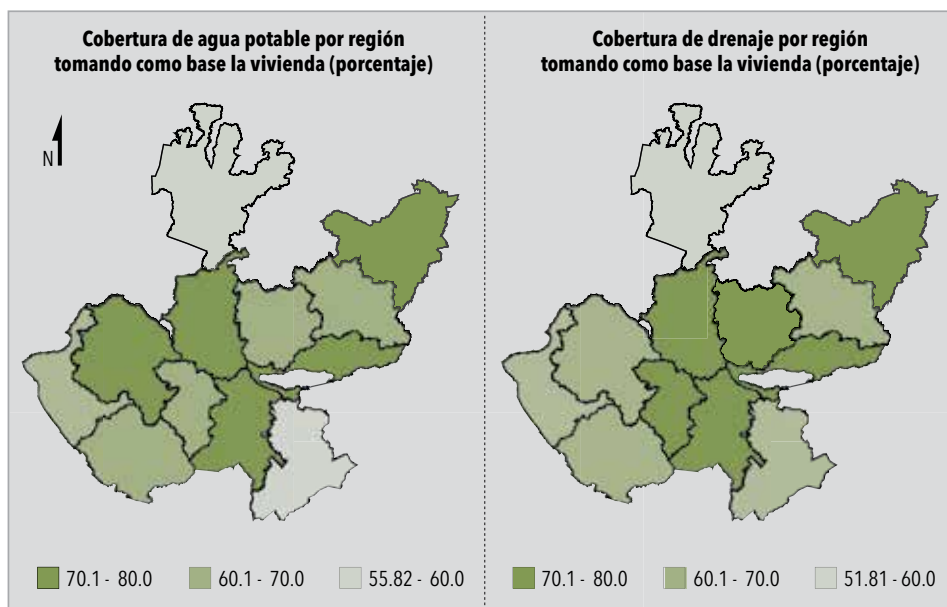 Cobertura de agua potable por región
tomando como base la vivienda (porcentaje)
N
70.1 - 80.0
60.1 - 70.0
55.82 - 60.0
Cobertura de drenaje por región
tomando como base la vivienda (porcentaje)
N
70.1 - 80.0
60.1 - 70.0
51.81 - 60.0